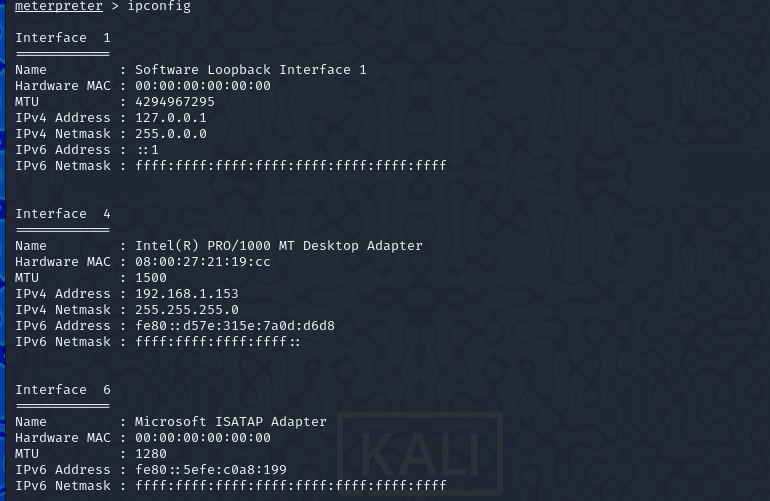 meterpreter > ipconfig
Interface  1
============
Name         : Software Loopback Interface 1
Hardware MAC : 00:00:00:00:00:00
MTU          : 4294967295
IPv4 Address : 127.0.0.1
IPv4 Netmask : 255.0.0.0
IPv6 Address : ::1
IPv6 Netmask : ffff:ffff:ffff:ffff:ffff:ffff:ffff:ffff
Interface  4
============
Name         : Intel(R) PRO/1000 MT Desktop Adapter
Hardware MAC : 08:00:27:21:19:cc
MTU          : 1500
IPv4 Address : 192.168.1.153
IPv4 Netmask : 255.255.255.0
IPv6 Address : fe80::d57e:315e:7a0d:d6d8
IPv6 Netmask : ffff:ffff:ffff:ffff::
Interface  6
============
Name         : Microsoft ISATAP Adapter
Hardware MAC : 00:00:00:00:00:00
MTU          : 1280
IPv6 Address : fe80::5efe:c0a8:199
IPv6 Netmask : ffff:ffff:ffff:ffff:ffff:ffff:ffff:ffff
KALI